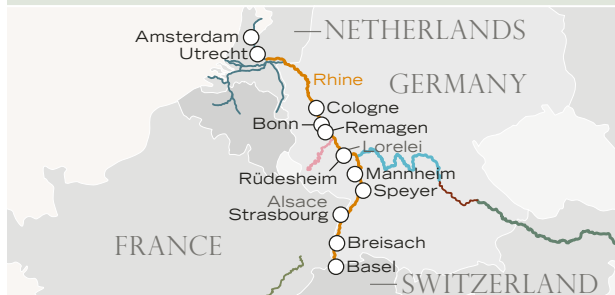 NETHERLANDS
Amsterdam
Utrecht
Rhine
GERMANY
Cologne
Bonn
Remagen
Lorelei
Rüdesheim
Mannheim
Speyer
Alsace
Strasbourg
FRANCE
Breisach
Basel
SWITZERLAND